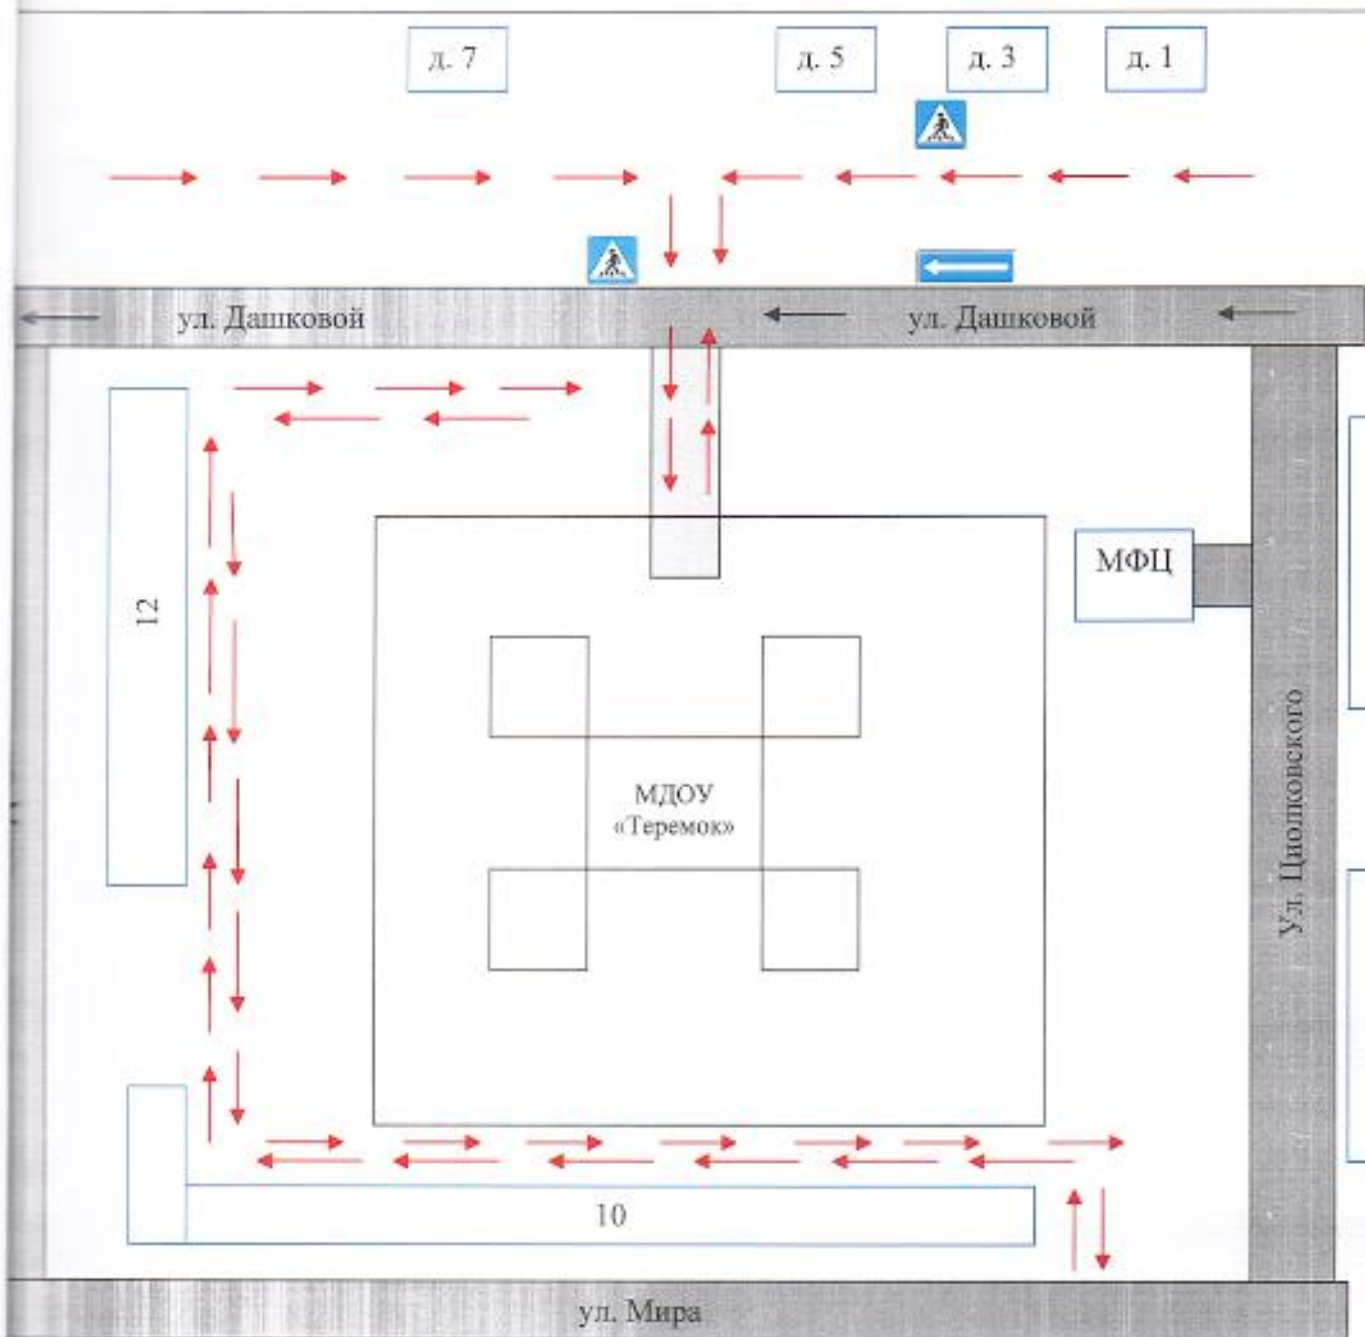 д. 7
д. 5
д. 3
д. 1
ул. Дашковой
ул. Дашковой
МФЦ
12
Ул. Циолковского
МДОУ
«Теремок»
10
ул. Мира